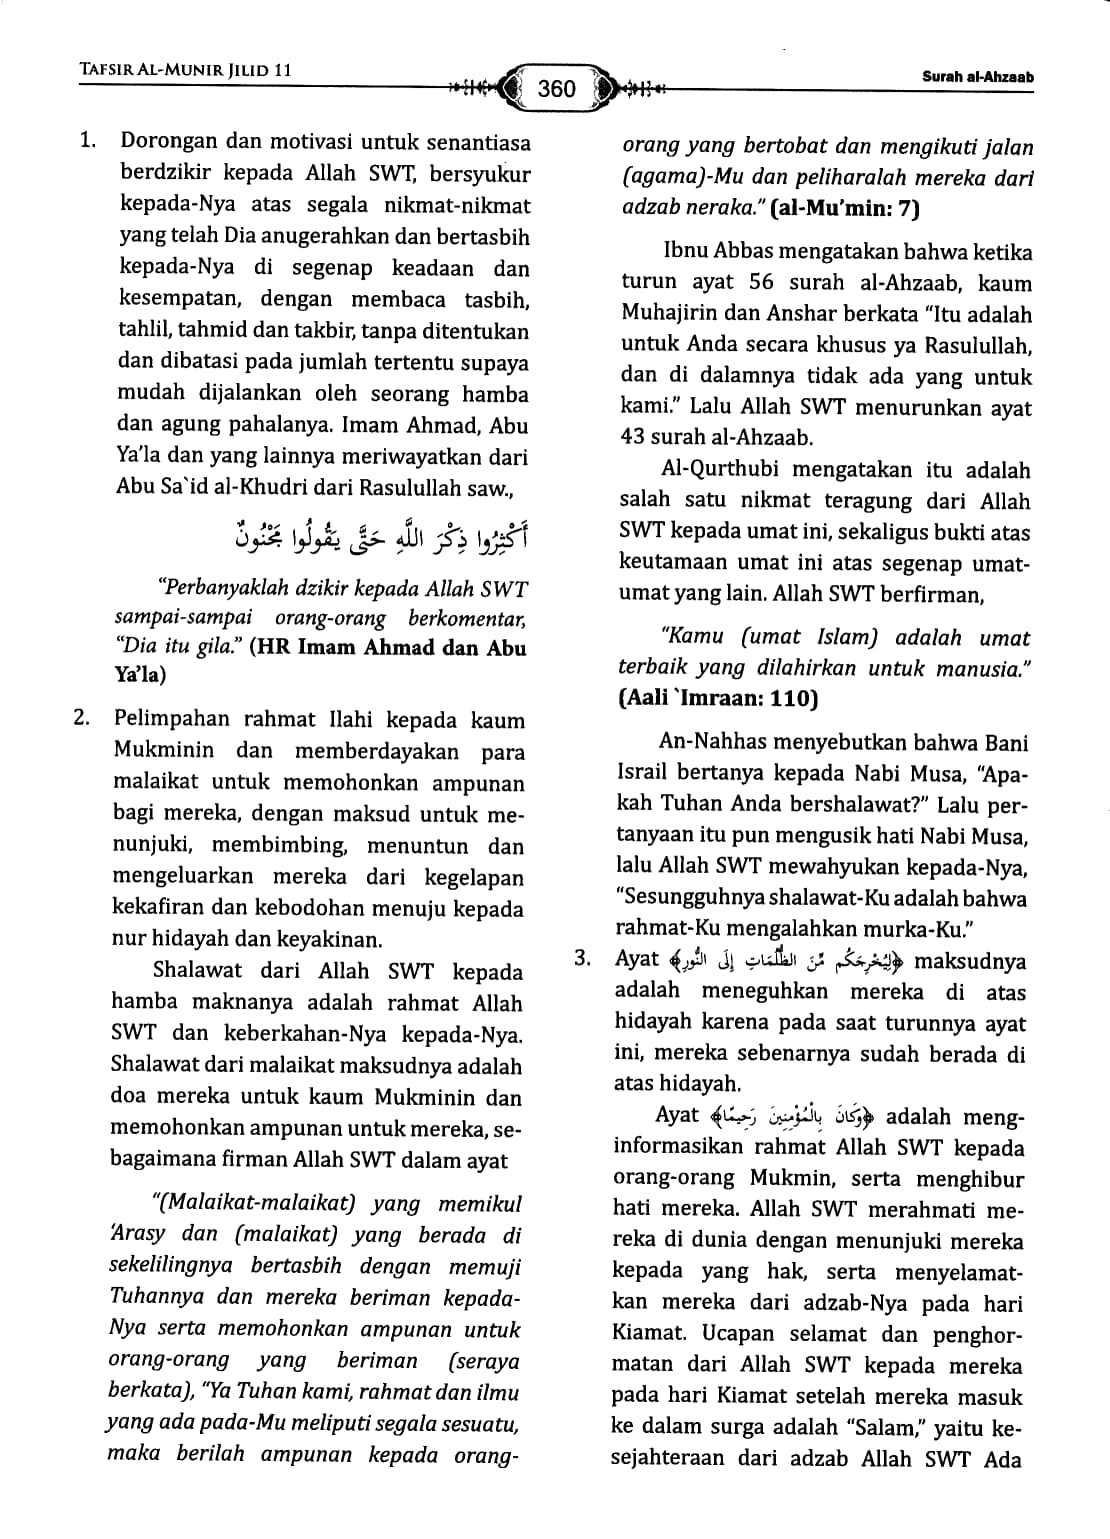 TAFSIR AL-MUNIR JILID 11
360
Surah al-Ahzaab
1. Dorongan dan motivasi untuk senantiasa
berdzikir kepada Allah SWT, bersyukur
kepada-Nya atas segala nikmat-nikmat
yang telah Dia anugerahkan dan bertasbih
kepada-Nya di segenap keadaan dan
kesempatan, dengan membaca tasbih,
tahlil, tahmid dan takbir, tanpa ditentukan
dan dibatasi pada jumlah tertentu supaya
mudah dijalankan oleh seorang hamba
dan agung pahalanya. Imam Ahmad, Abu
Ya'la dan yang lainnya meriwayatkan dari
Abu Sa`id al-Khudri dari Rasulullah saw.,
أَكْثِرُوا ذِكْرَ اللَّهِ حَتَّى يَقُولُوا مَجْنُونٌ
“Perbanyaklah dzikir kepada Allah SWT
sampai-sampai orang-orang berkomentar,
“Dia itu gila.” (HR Imam Ahmad dan Abu
Ya’la)
2. Pelimpahan rahmat Ilahi kepada kaum
Mukminin dan memberdayakan para
malaikat untuk memohonkan ampunan
bagi mereka, dengan maksud untuk me-
nunjuki, membimbing, menuntun dan
mengeluarkan mereka dari kegelapan
kekafiran dan kebodohan menuju kepada
nur hidayah dan keyakinan.
Shalawat dari Allah SWT kepada
hamba maknanya adalah rahmat Allah
SWT dan keberkahan-Nya kepada-Nya.
Shalawat dari malaikat maksudnya adalah
doa mereka untuk kaum Mukminin dan
memohonkan ampunan untuk mereka, se-
bagaimana firman Allah SWT dalam ayat
“(Malaikat-malaikat) yang memikul
‘Arasy dan (malaikat) yang berada di
sekelilingnya bertasbih dengan memuji
Tuhannya dan mereka beriman kepada-
Nya serta memohonkan ampunan untuk
orang-orang yang beriman (seraya
berkata), “Ya Tuhan kami, rahmat dan ilmu
yang ada pada-Mu meliputi segala sesuatu,
maka berilah ampunan kepada orang-
orang yang bertobat dan mengikuti jalan
(agama)-Mu dan peliharalah mereka dari
adzab neraka.” (al-Mu’min: 7)
Ibnu Abbas mengatakan bahwa ketika
turun ayat 56 surah al-Ahzaab, kaum
Muhajirin dan Anshar berkata “Itu adalah
untuk Anda secara khusus ya Rasulullah,
dan di dalamnya tidak ada yang untuk
kami.” Lalu Allah SWT menurunkan ayat
43 surah al-Ahzaab.
Al-Qurthubi mengatakan itu adalah
salah satu nikmat teragung dari Allah
SWT kepada umat ini, sekaligus bukti atas
keutamaan umat ini atas segenap umat-
umat yang lain. Allah SWT berfirman,
“Kamu (umat Islam) adalah umat
terbaik yang dilahirkan untuk manusia.”
(Aali `Imraan: 110)
An-Nahhas menyebutkan bahwa Bani
Israil bertanya kepada Nabi Musa, “Apa-
kah Tuhan Anda bershalawat?” Lalu per-
tanyaan itu pun mengusik hati Nabi Musa,
lalu Allah SWT mewahyukan kepada-Nya,
“Sesungguhnya shalawat-Ku adalah bahwa
rahmat-Ku mengalahkan murka-Ku.”
3. Ayat ﴿لِيُخْرِجَكُم مِّنَ الظُّلُمَاتِ إِلَى النُّورِ﴾ maksudnya
adalah meneguhkan mereka di atas
hidayah karena pada saat turunnya ayat
ini, mereka sebenarnya sudah berada di
atas hidayah.
Ayat ﴿وَكَانَ بِالْمُؤْمِنِينَ رَحِيمًا﴾ adalah meng-
informasikan rahmat Allah SWT kepada
orang-orang Mukmin, serta menghibur
hati mereka. Allah SWT merahmati me-
reka di dunia dengan menunjuki mereka
kepada yang hak, serta menyelamat-
kan mereka dari adzab-Nya pada hari
Kiamat. Ucapan selamat dan penghor-
matan dari Allah SWT kepada mereka
pada hari Kiamat setelah mereka masuk
ke dalam surga adalah “Salam,” yaitu ke-
sejahteraan dari adzab Allah SWT Ada